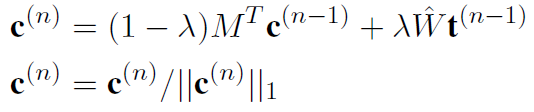 c^{(n)} = (1 − λ)M^T c^{(n−1)} + λŴt^{(n−1)}
c^{(n)} = c^{(n)}/||c^{(n)}||_1